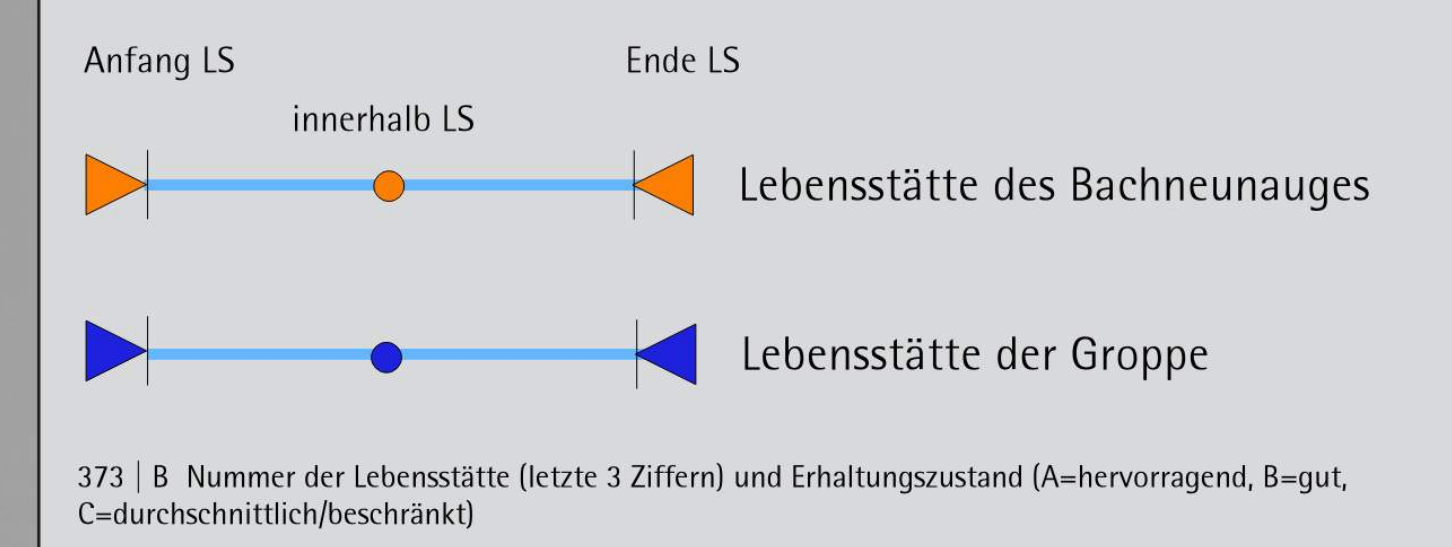 Anfang LS
Ende LS
innerhalb LS
Lebensstätte des Bachneunauges
Lebensstätte der Groppe
373 | B Nummer der Lebensstätte (letzte 3 Ziffern) und Erhaltungszustand (A=hervorragend, B=gut,
C=durchschnittlich/beschränkt)